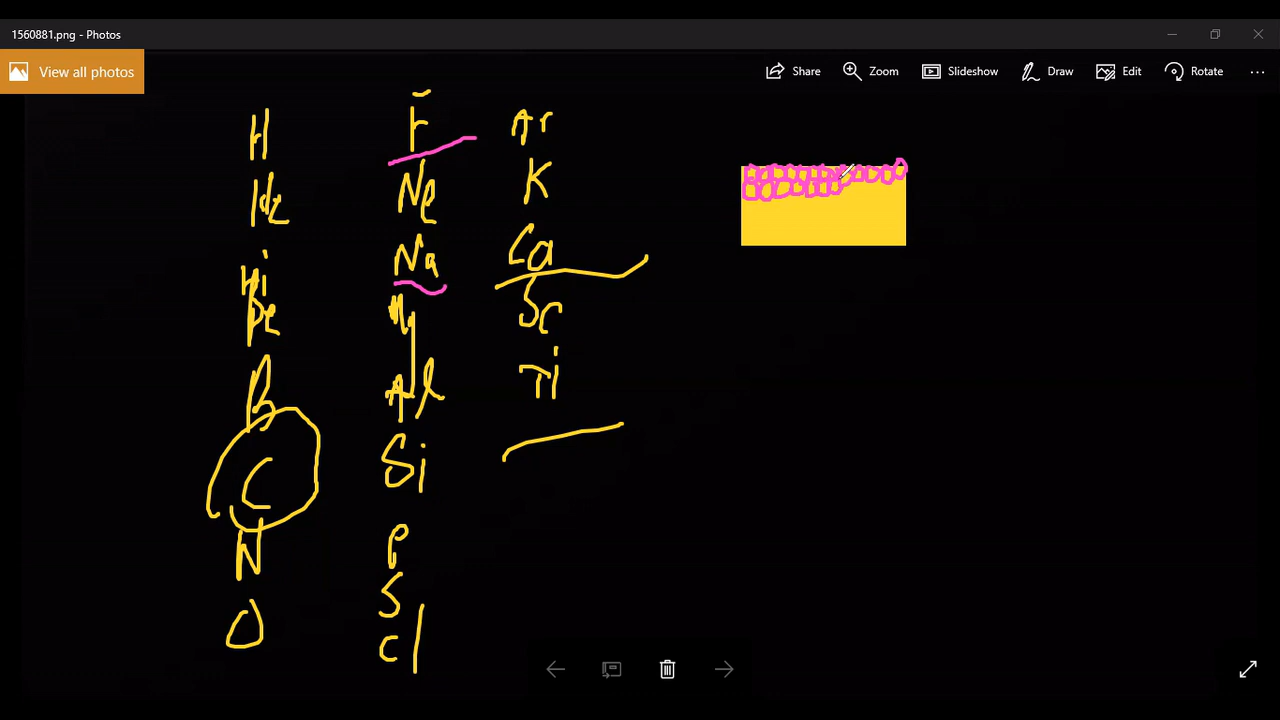 1560881.png - Photos
View all photos
Share
Zoom
Slideshow
Draw
Edit
Rotate
H
He
Li
Be
B
C
N
O
F
Ne
Na
Mg
Al
Si
P
S
Cl
Ar
K
Ca
Sc
Ti